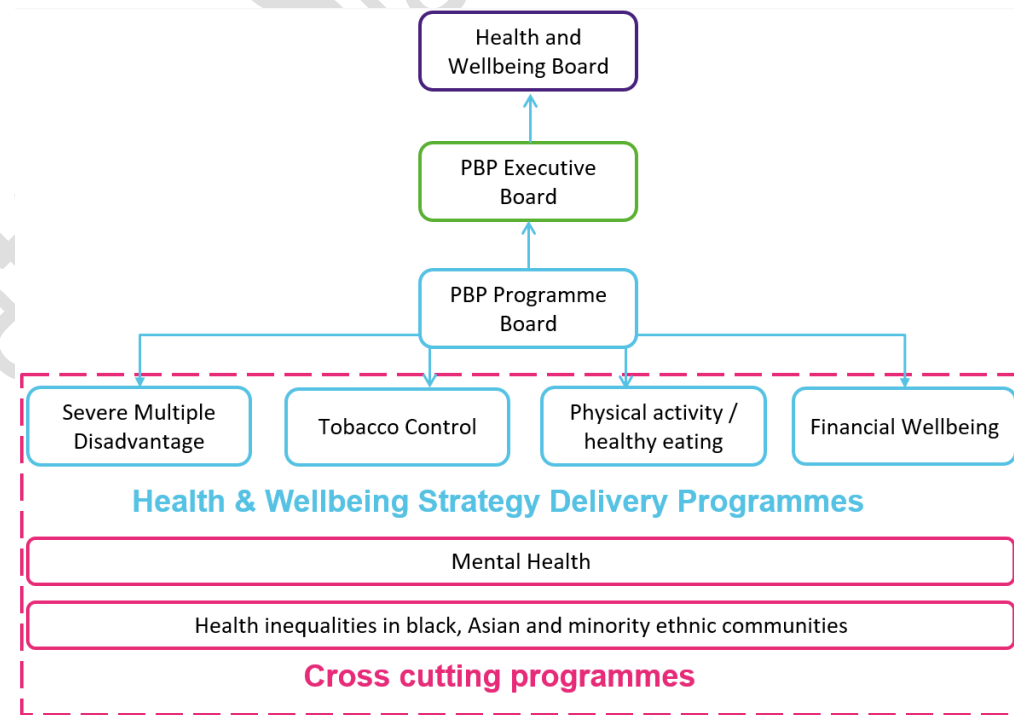 Health and
Wellbeing Board
PBP Executive
Board
PBP Programme
Board
Severe Multiple
Disadvantage
Tobacco Control
Physical activity /
healthy eating
Financial Wellbeing
Health & Wellbeing Strategy Delivery Programmes
Mental Health
Health inequalities in black, Asian and minority ethnic communities
Cross cutting programmes